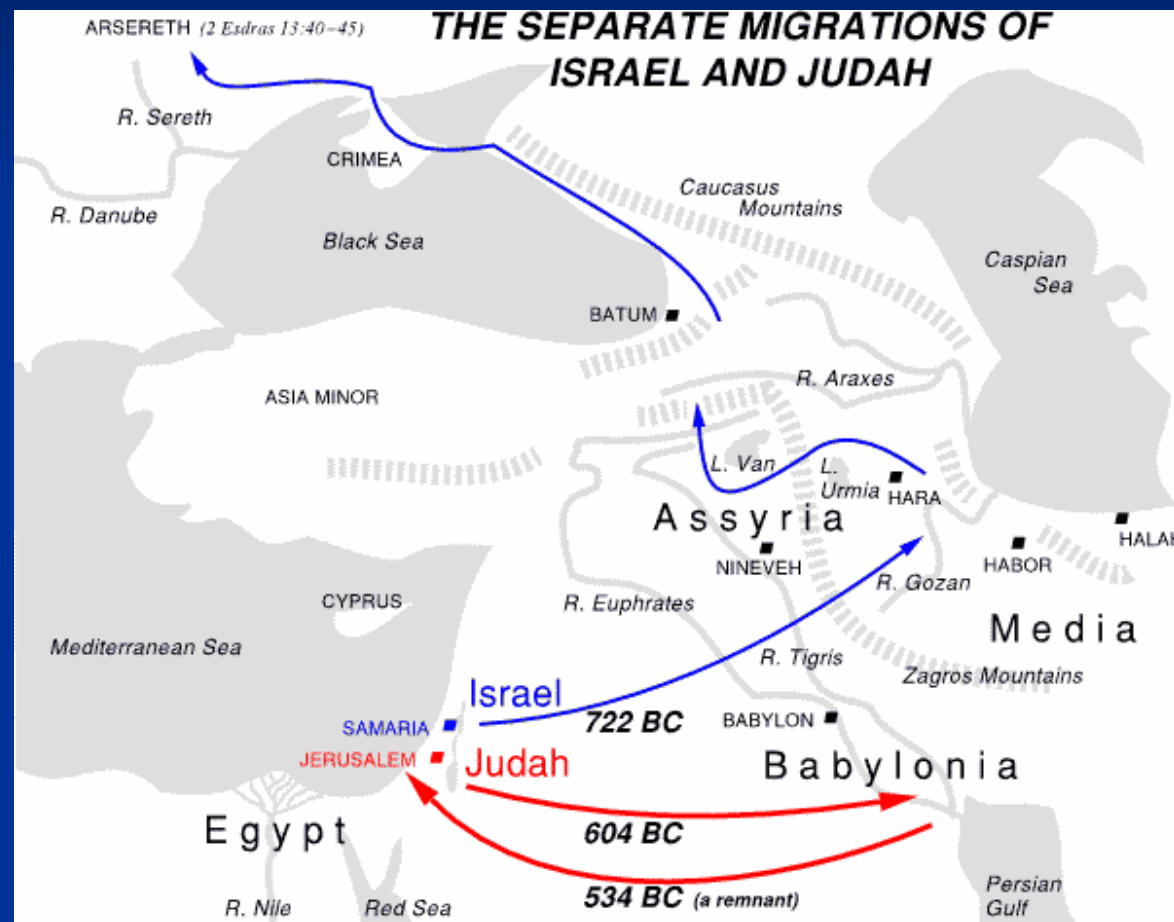 THE SEPARATE MIGRATIONS OF
ISRAEL AND JUDAH
ARSERETH (2 Esdras 13:40–45)
R. Sereth
CRIMEA
R. Danube
Black Sea
Caucasus
Mountains
Caspian
Sea
BATUM
ASIA MINOR
R. Araxes
L. Van
L.
Urmia
HARA
Assyria
NINEVEH
HALAH
HABOR
R. Gozan
CYPRUS
R. Euphrates
Media
Mediterranean Sea
R. Tigris
Zagros Mountains
Israel
SAMARIA
722 BC
BABYLON
JERUSALEM
Judah
Babylonia
Egypt
604 BC
534 BC (a remnant)
R. Nile
Red Sea
Persian
Gulf